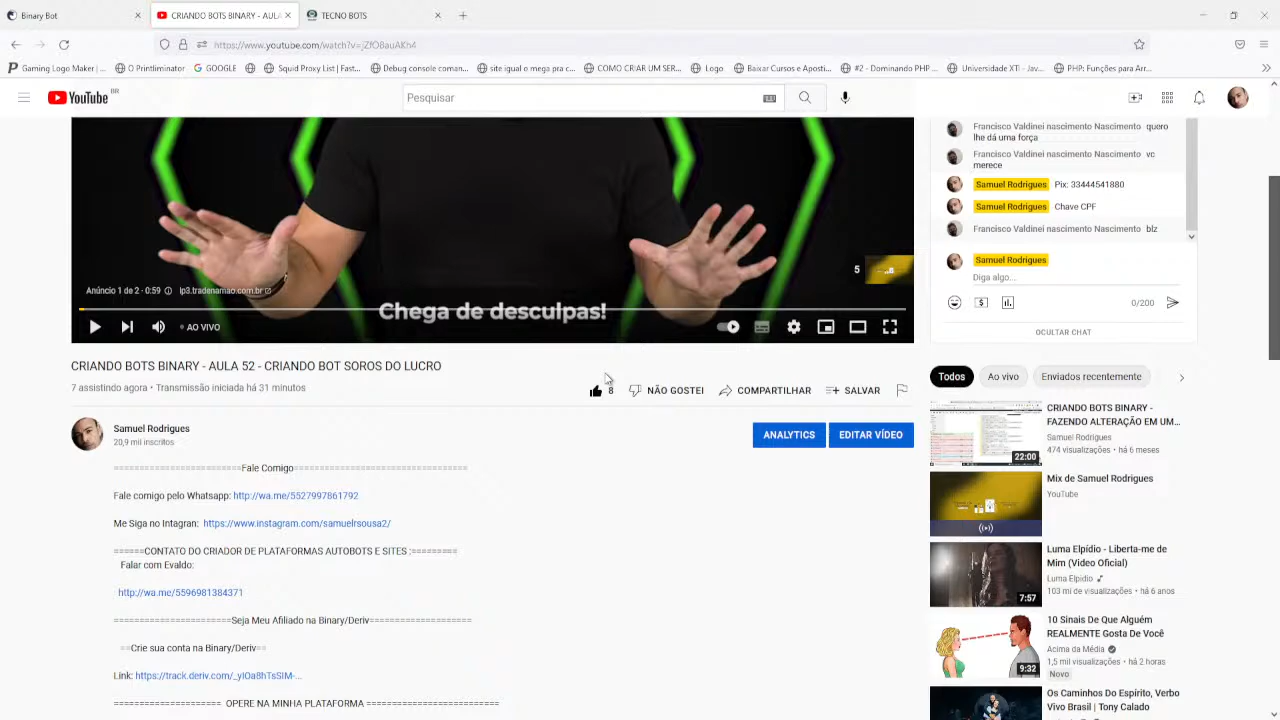 Binary Bot
CRIANDO BOTS BINARY - AULA
TECNO BOTS
https://www.youtube.com/watch?v=jZfO8auAKh4
Gaming Logo Maker | ...
O Printliminator
GOOGLE
Squid Proxy List | Fast...
Debug console coman...
site igual o mega sena...
COMO CRIAR UM SER...
Logo
Baixar Cursos e Apost...
#2 - Dominando PHP ...
Universidade XTI - Jav...
PHP: Funções para Arr...
YouTube BR
Pesquisar
Francisco Valdinei nascimento Nascimento quero
lhe dá uma força
Francisco Valdinei nascimento Nascimento vc
merece
Samuel Rodrigues Pix: 33444541880
Samuel Rodrigues Chave CPF
Francisco Valdinei nascimento Nascimento blz
Samuel Rodrigues
Diga algo...
0/200
OCULTAR CHAT
5
Anúncio 1 de 2 · 0:59 lp3.tradenamao.com.br
Chega de desculpas!
AO VIVO
CRIANDO BOTS BINARY - AULA 52 - CRIANDO BOT SOROS DO LUCRO
7 assistindo agora • Transmissão iniciada há 31 minutos
8 NÃO GOSTEI COMPARTILHAR SALVAR
Samuel Rodrigues
20,9 mil inscritos
ANALYTICS EDITAR VÍDEO
=========================Fale Comigo==================================
Fale comigo pelo Whatsapp: http://wa.me/5527997861792
Me Siga no Intagran: https://www.instagram.com/samuelrsousa2/
======CONTATO DO CRIADOR DE PLATAFORMAS AUTOBOTS E SITES :=========
Falar com Evaldo:
http://wa.me/5596981384371
=======================Seja Meu Afiliado na Binary/Deriv====================
==Crie sua conta na Binary/Deriv==
Link: https://track.deriv.com/_yIOa8hTsSIM-...
==================== OPERE NA MINHA PLATAFORMA =========================
Todos Ao vivo Enviados recentemente
CRIANDO BOTS BINARY -
FAZENDO ALTERAÇÃO EM UM...
Samuel Rodrigues
474 visualizações • há 6 meses
22:00
Mix de Samuel Rodrigues
YouTube
Luma Elpídio - Liberta-me de
Mim (Video Oficial)
Luma Elpidio
103 mi de visualizações • há 6 anos
7:57
10 Sinais De Que Alguém
REALMENTE Gosta De Você
Acima da Média
1,5 mil visualizações • há 2 horas
Novo
9:32
Os Caminhos Do Espírito, Verbo
Vivo Brasil | Tony Calado